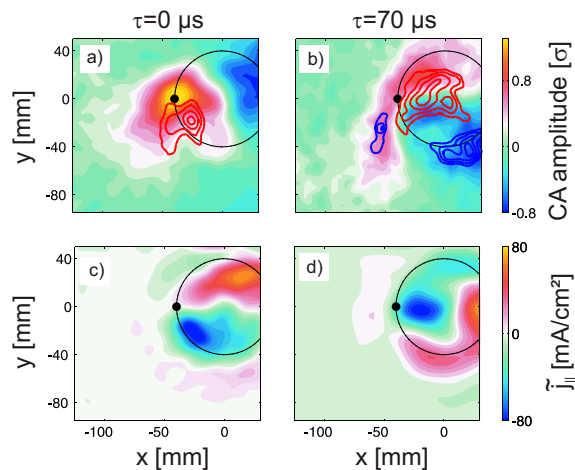 τ=0 μs
τ=70 μs
a)
b)
40
0
-40
-80
y [mm]
0.8
0
-0.8
CA amplitude [σ]
c)
d)
40
0
-40
-80
y [mm]
-100
-50
0
x [mm]
-100
-50
0
x [mm]
80
0
-80
j̃|| [mA/cm²]